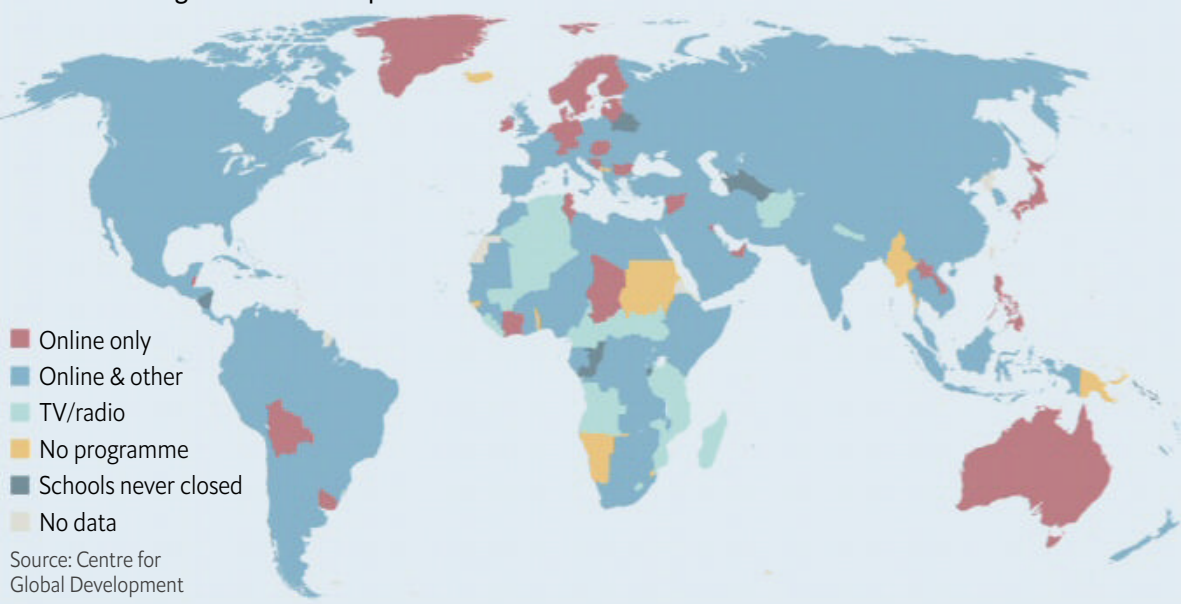 Online only
Online & other
TV/radio
No programme
Schools never closed
No data
Source: Centre for
Global Development